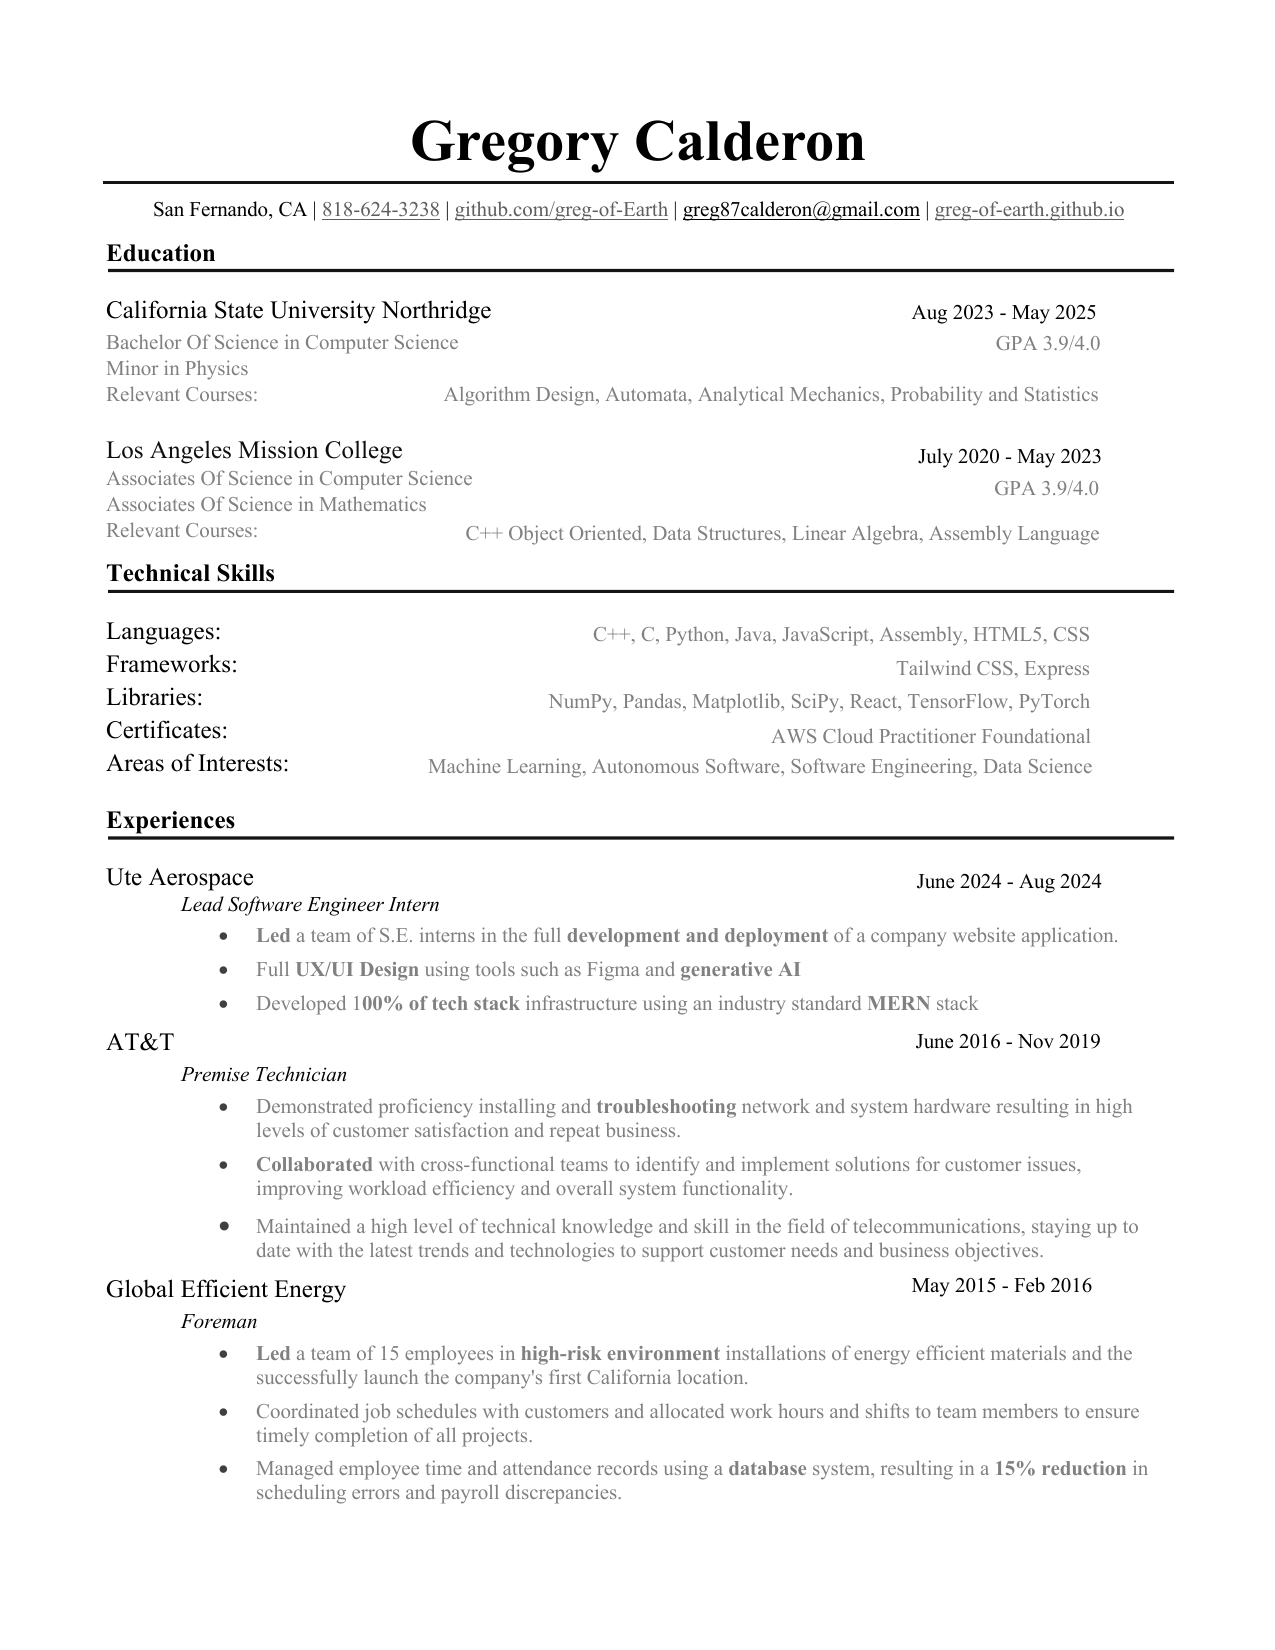 Gregory Calderon
San Fernando, CA | 818-624-3238 | github.com/greg-of-Earth | greg87calderon@gmail.com | greg-of-earth.github.io
Education
California State University Northridge Aug 2023 - May 2025
Bachelor Of Science in Computer Science GPA 3.9/4.0
Minor in Physics
Relevant Courses: Algorithm Design, Automata, Analytical Mechanics, Probability and Statistics
Los Angeles Mission College July 2020 - May 2023
Associates Of Science in Computer Science GPA 3.9/4.0
Associates Of Science in Mathematics
Relevant Courses: C++ Object Oriented, Data Structures, Linear Algebra, Assembly Language
Technical Skills
Languages: C++, C, Python, Java, JavaScript, Assembly, HTML5, CSS
Frameworks: Tailwind CSS, Express
Libraries: NumPy, Pandas, Matplotlib, SciPy, React, TensorFlow, PyTorch
Certificates: AWS Cloud Practitioner Foundational
Areas of Interests: Machine Learning, Autonomous Software, Software Engineering, Data Science
Experiences
Ute Aerospace June 2024 - Aug 2024
Lead Software Engineer Intern
• Led a team of S.E. interns in the full development and deployment of a company website application.
• Full UX/UI Design using tools such as Figma and generative AI
• Developed 100% of tech stack infrastructure using an industry standard MERN stack
AT&T June 2016 - Nov 2019
Premise Technician
• Demonstrated proficiency installing and troubleshooting network and system hardware resulting in high
levels of customer satisfaction and repeat business.
• Collaborated with cross-functional teams to identify and implement solutions for customer issues,
improving workload efficiency and overall system functionality.
• Maintained a high level of technical knowledge and skill in the field of telecommunications, staying up to
date with the latest trends and technologies to support customer needs and business objectives.
Global Efficient Energy May 2015 - Feb 2016
Foreman
• Led a team of 15 employees in high-risk environment installations of energy efficient materials and the
successfully launch the company's first California location.
• Coordinated job schedules with customers and allocated work hours and shifts to team members to ensure
timely completion of all projects.
• Managed employee time and attendance records using a database system, resulting in a 15% reduction in
scheduling errors and payroll discrepancies.